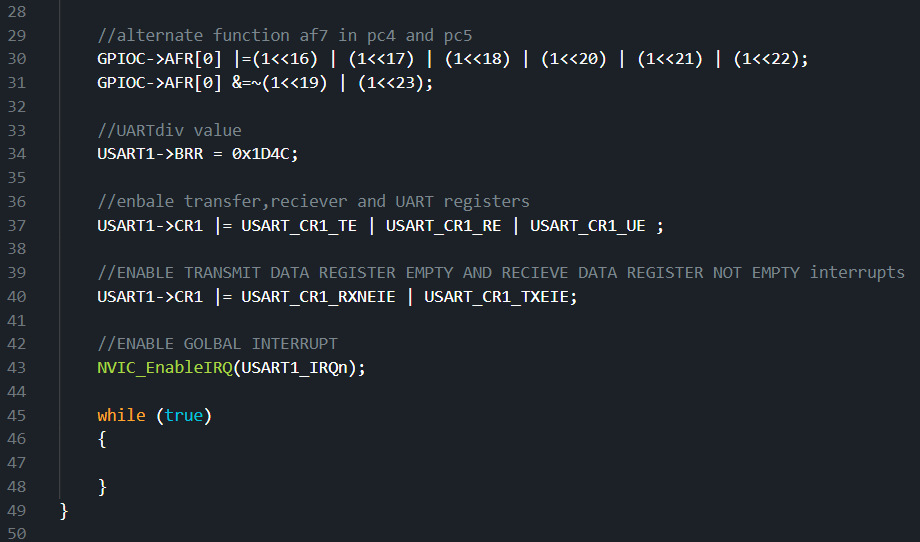 28
29 //alternate function af7 in pc4 and pc5
30 GPIOC->AFR[0] |=(1<<16) | (1<<17) | (1<<18) | (1<<20) | (1<<21) | (1<<22);
31 GPIOC->AFR[0] &=~(1<<19) | (1<<23);
32
33 //UARTdiv value
34 USART1->BRR = 0x1D4C;
35
36 //enbale transfer,reciever and UART registers
37 USART1->CR1 |= USART_CR1_TE | USART_CR1_RE | USART_CR1_UE ;
38
39 //ENABLE TRANSMIT DATA REGISTER EMPTY AND RECIEVE DATA REGISTER NOT EMPTY interrupts
40 USART1->CR1 |= USART_CR1_RXNEIE | USART_CR1_TXEIE;
41
42 //ENABLE GOLBAL INTERRUPT
43 NVIC_EnableIRQ(USART1_IRQn);
44
45 while (true)
46 {
47
48 }
49 }
50